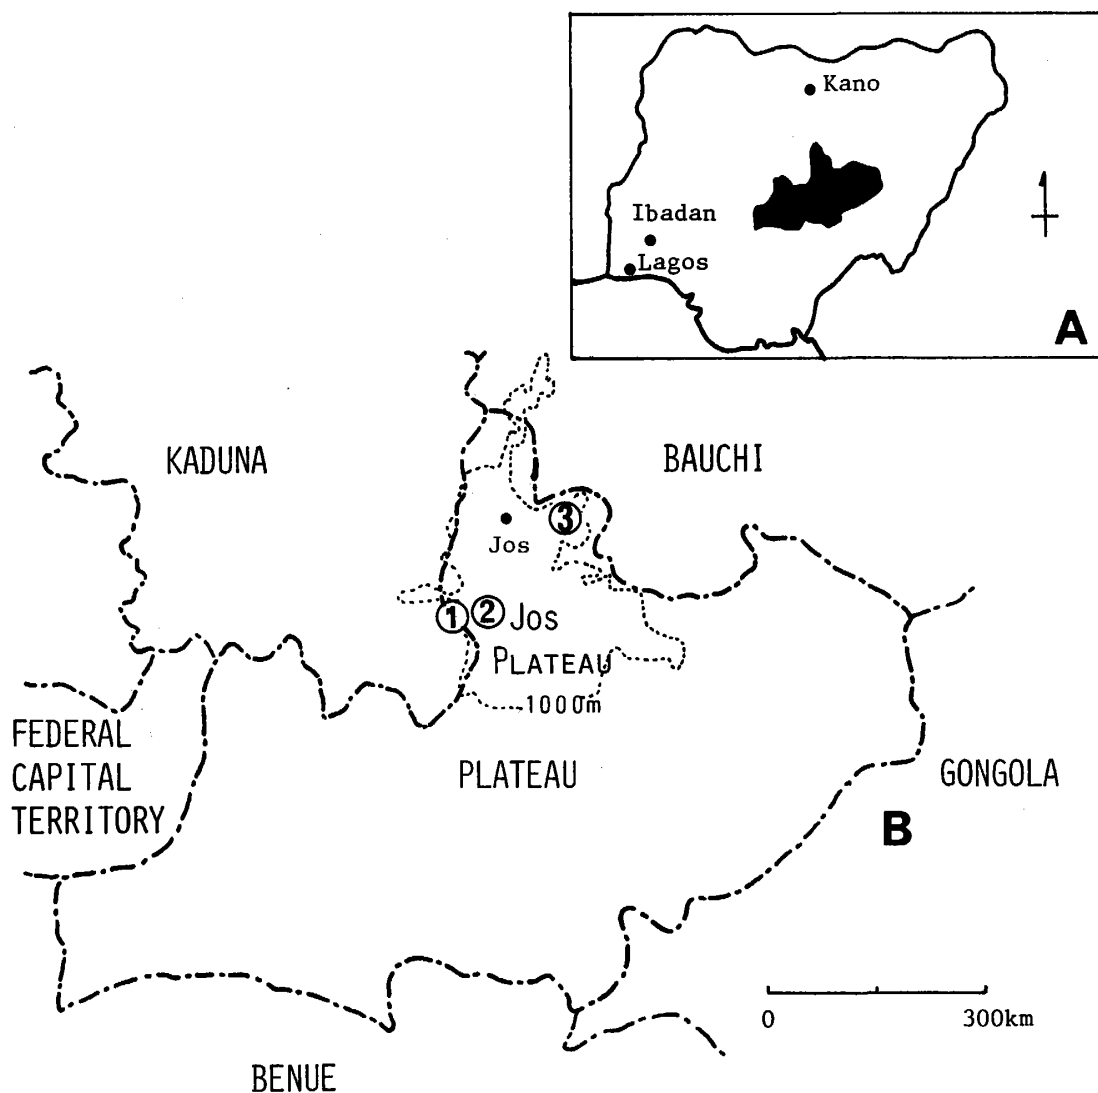 Kano
Ibadan
Lagos
A
KADUNA
BAUCHI
3
Jos
1 2 Jos
PLATEAU
1000m
FEDERAL
CAPITAL
TERRITORY
PLATEAU
GONGOLA
B
0 300km
BENUE